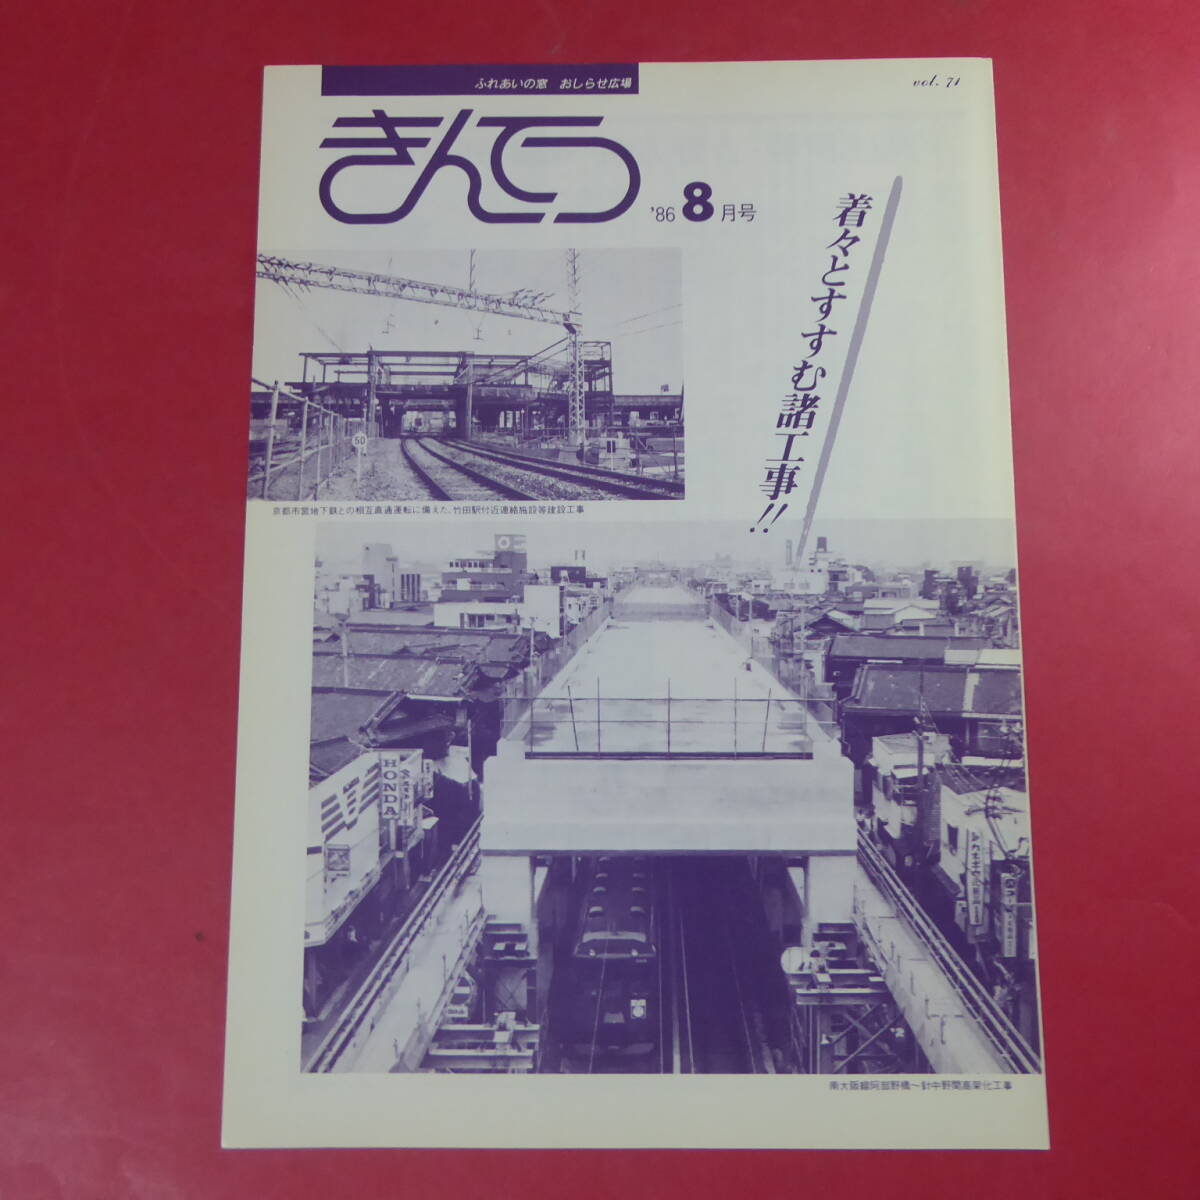 ふれあいの窓 おしらせ広場
vol. 71
きんてつ
'86 8月号
着々とすすむ諸工事!!
50
京都市営地下鉄との相互直通運転に備えた、竹田駅付近連絡施設等建設工事
HONDA
南大阪線阿部野橋〜針中野間高架化工事